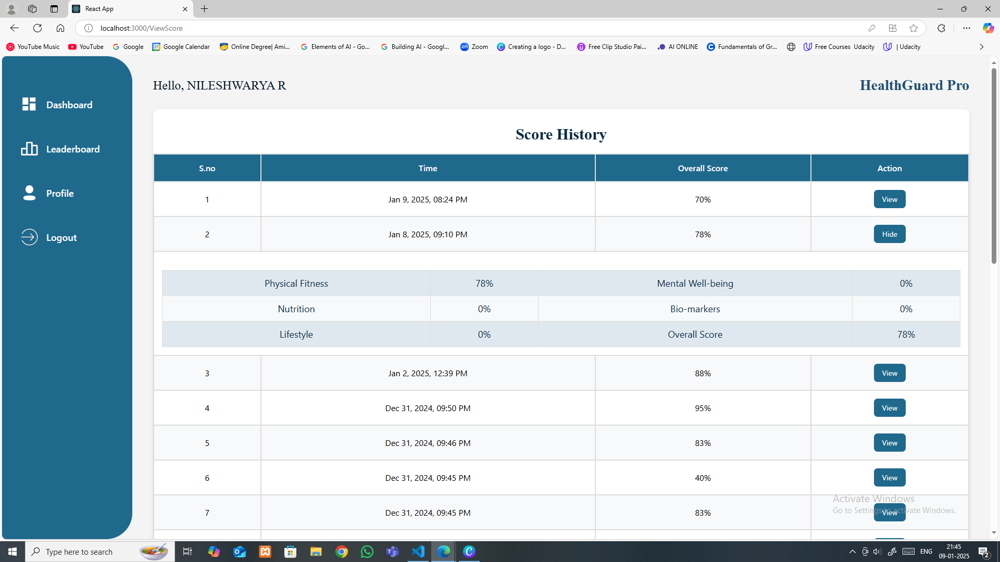 React App
localhost:3000/ViewScore
YouTube Music YouTube Google Google Calendar Online Degree| Ami... Elements of AI - Go... Building AI - Googl... Zoom Creating a logo - D... Free Clip Studio Pai... AI ONLINE Fundamentals of Gr... Free Courses Udacity | Udacity
Dashboard
Leaderboard
Profile
Logout
Hello, NILESHWARYA R
HealthGuard Pro
Score History
S.no Time Overall Score Action
1 Jan 9, 2025, 08:24 PM 70% View
2 Jan 8, 2025, 09:10 PM 78% Hide
Physical Fitness 78% Mental Well-being 0%
Nutrition 0% Bio-markers 0%
Lifestyle 0% Overall Score 78%
3 Jan 2, 2025, 12:39 PM 88% View
4 Dec 31, 2024, 09:50 PM 95% View
5 Dec 31, 2024, 09:46 PM 83% View
6 Dec 31, 2024, 09:45 PM 40% View
7 Dec 31, 2024, 09:45 PM 83% View
Activate Windows
Go to Settings to activate Windows.
Type here to search
ENG
21:45
09-01-2025
2